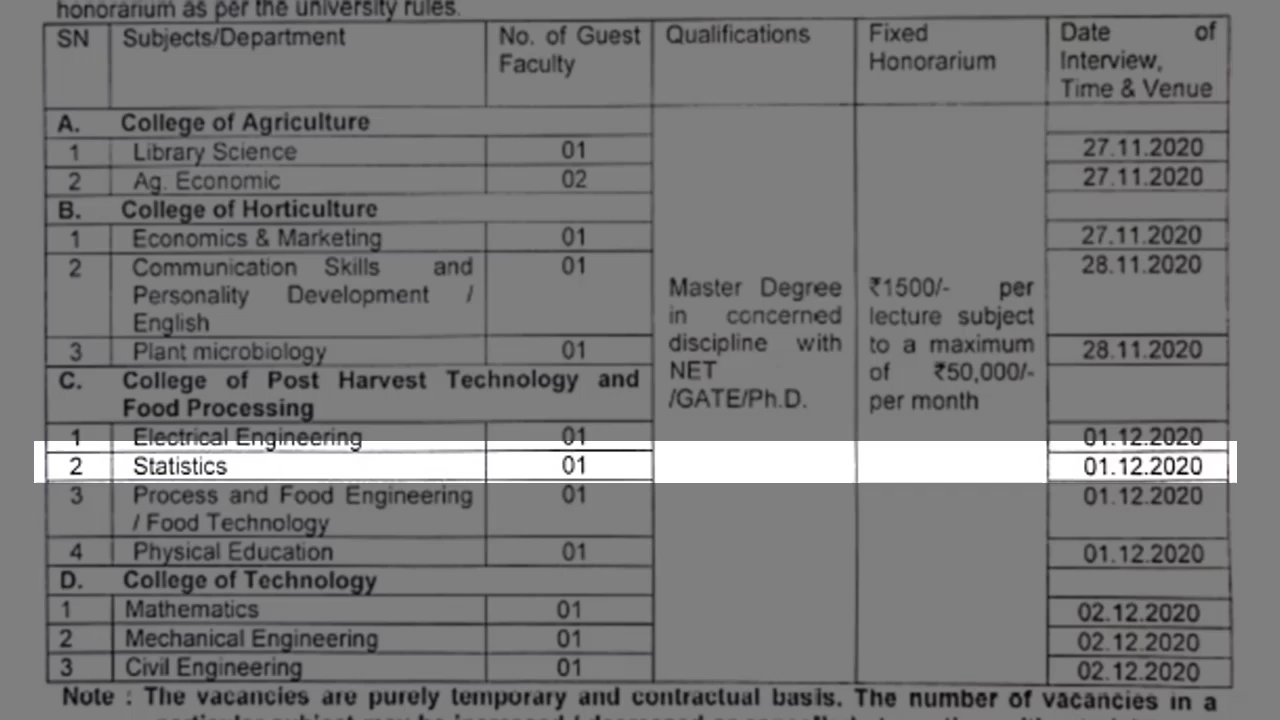 honorarium as per the university rules.
SN Subjects/Department No. of Guest Faculty Qualifications Fixed Honorarium Date of Interview, Time & Venue
A. College of Agriculture
1 Library Science 01 27.11.2020
2 Ag. Economic 02 27.11.2020
B. College of Horticulture
1 Economics & Marketing 01 27.11.2020
2 Communication Skills and 01 28.11.2020
Personality Development /
English
Master Degree
in concerned
discipline with
NET
/GATE/Ph.D.
₹1500/- per
lecture subject
to a maximum
of ₹50,000/-
per month
3 Plant microbiology 01 28.11.2020
C. College of Post Harvest Technology and
Food Processing
1 Electrical Engineering 01 01.12.2020
2 Statistics 01 01.12.2020
3 Process and Food Engineering 01 01.12.2020
/ Food Technology
4 Physical Education 01 01.12.2020
D. College of Technology
1 Mathematics 01 02.12.2020
2 Mechanical Engineering 01 02.12.2020
3 Civil Engineering 01 02.12.2020
Note : The vacancies are purely temporary and contractual basis. The number of vacancies in a